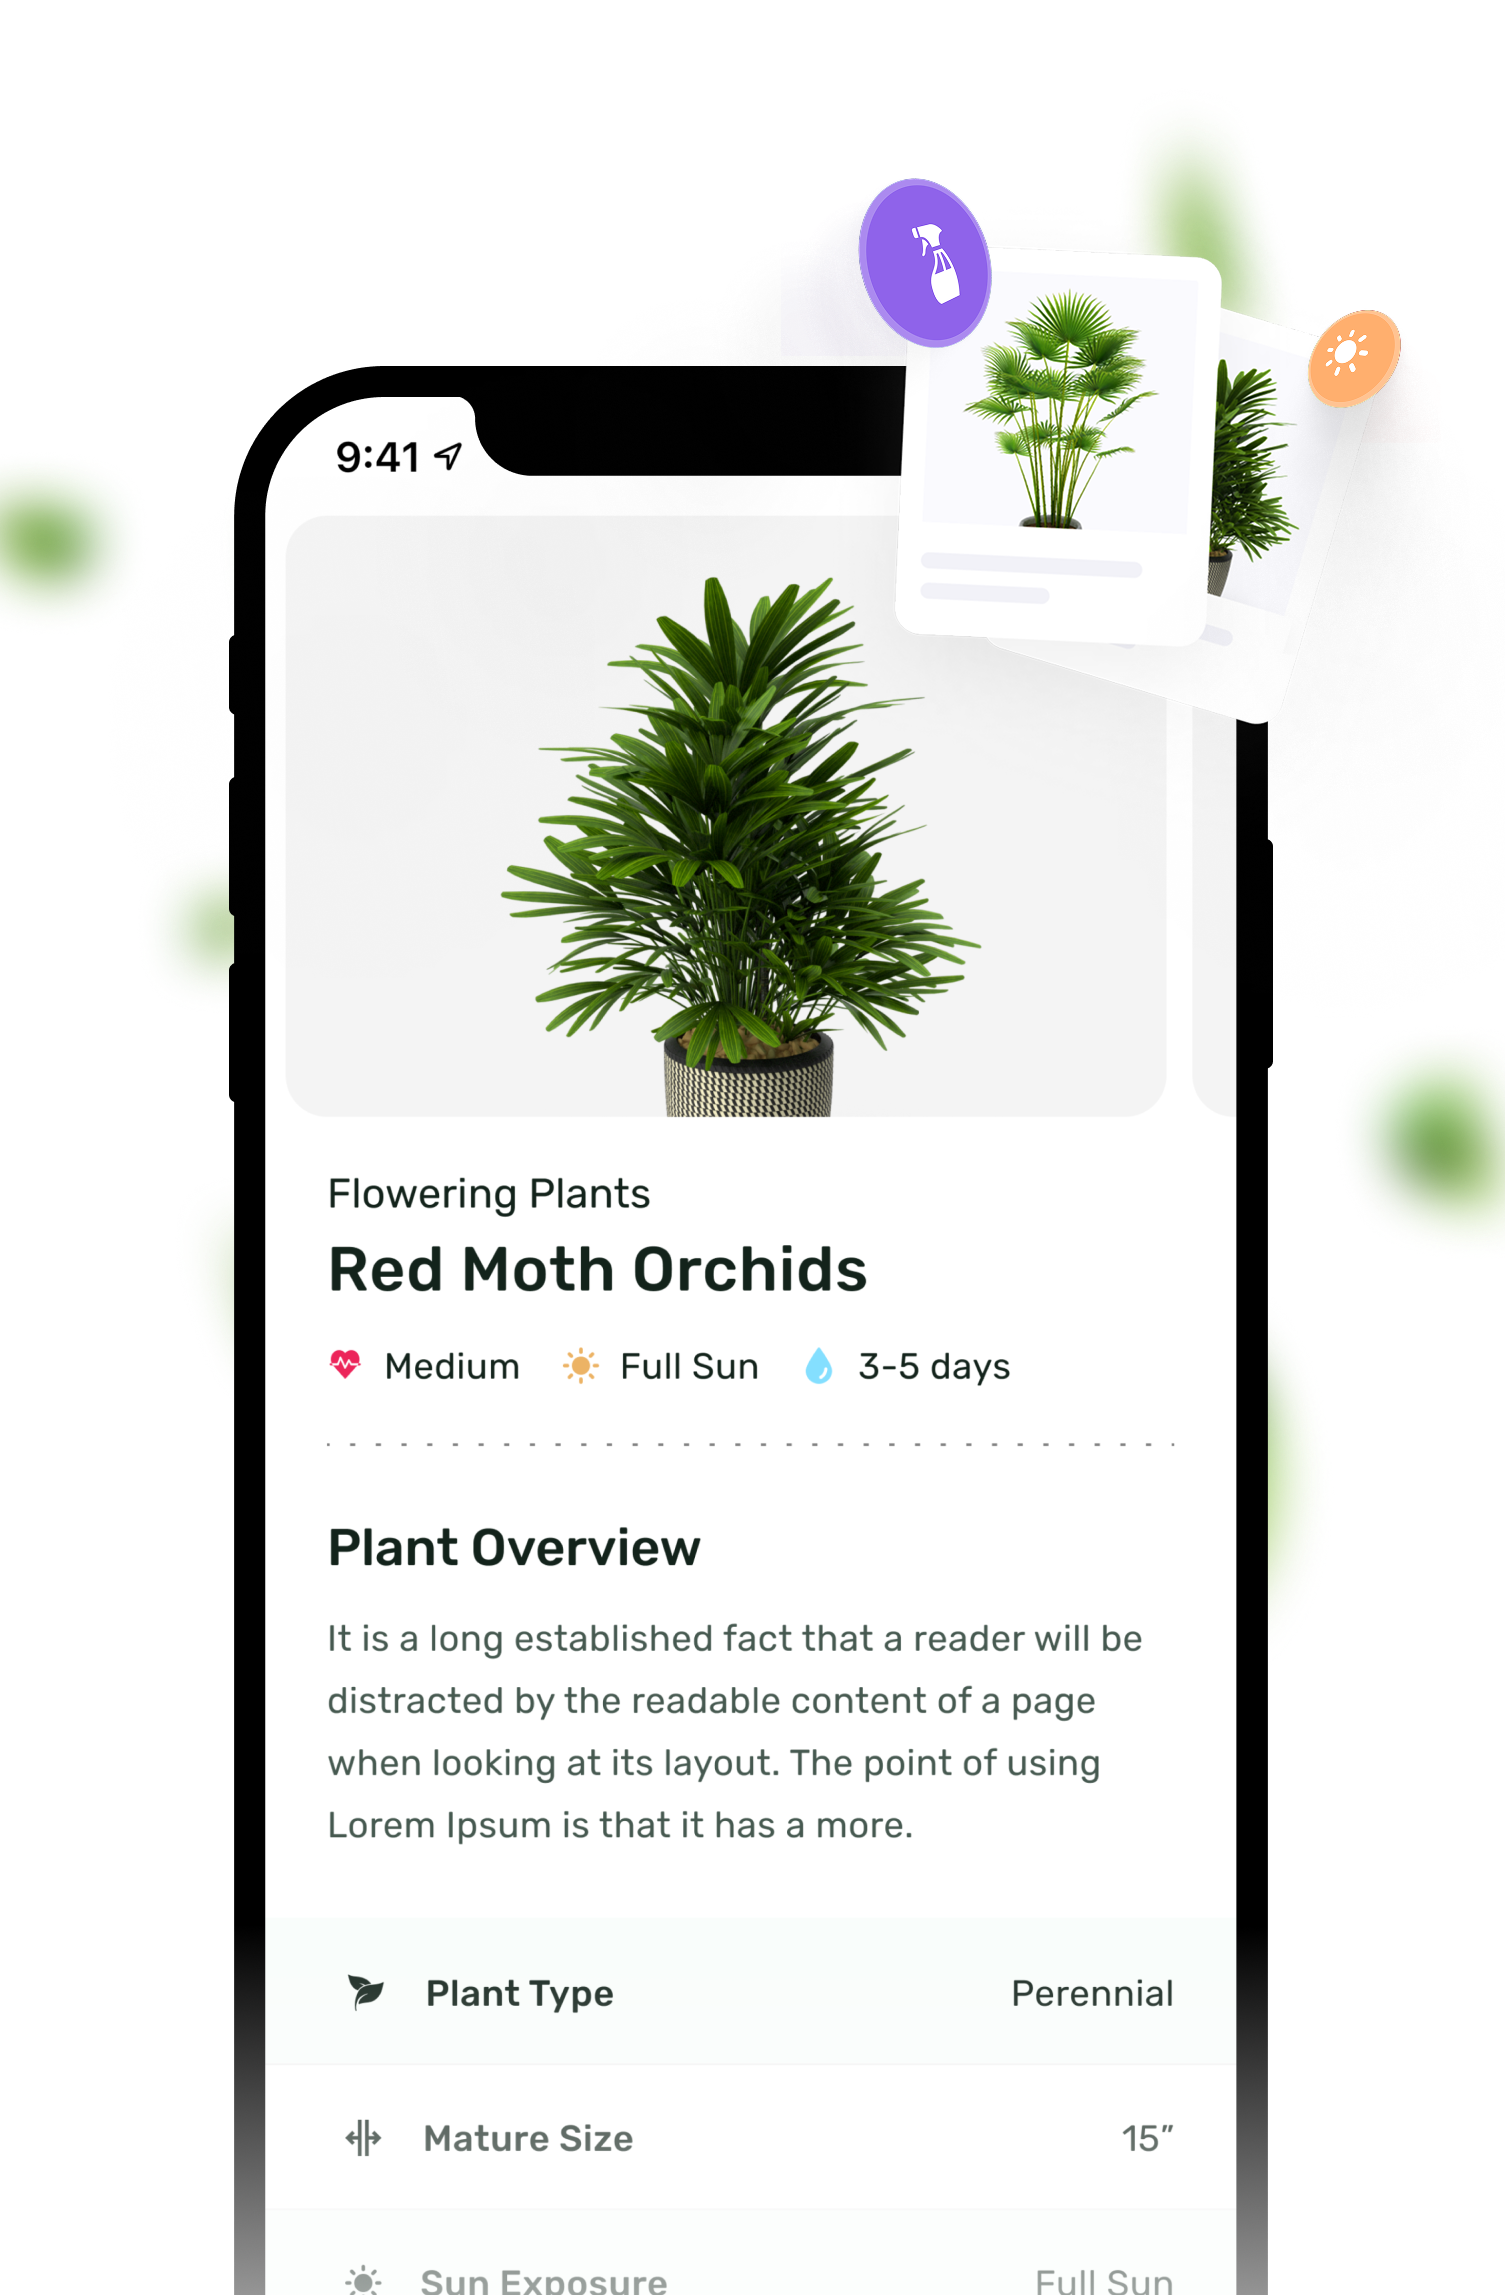 9:41
Flowering Plants
Red Moth Orchids
Medium Full Sun 3-5 days
Plant Overview
It is a long established fact that a reader will be
distracted by the readable content of a page
when looking at its layout. The point of using
Lorem Ipsum is that it has a more.
Plant Type Perennial
Mature Size 15”
Sun Exposure Full Sun